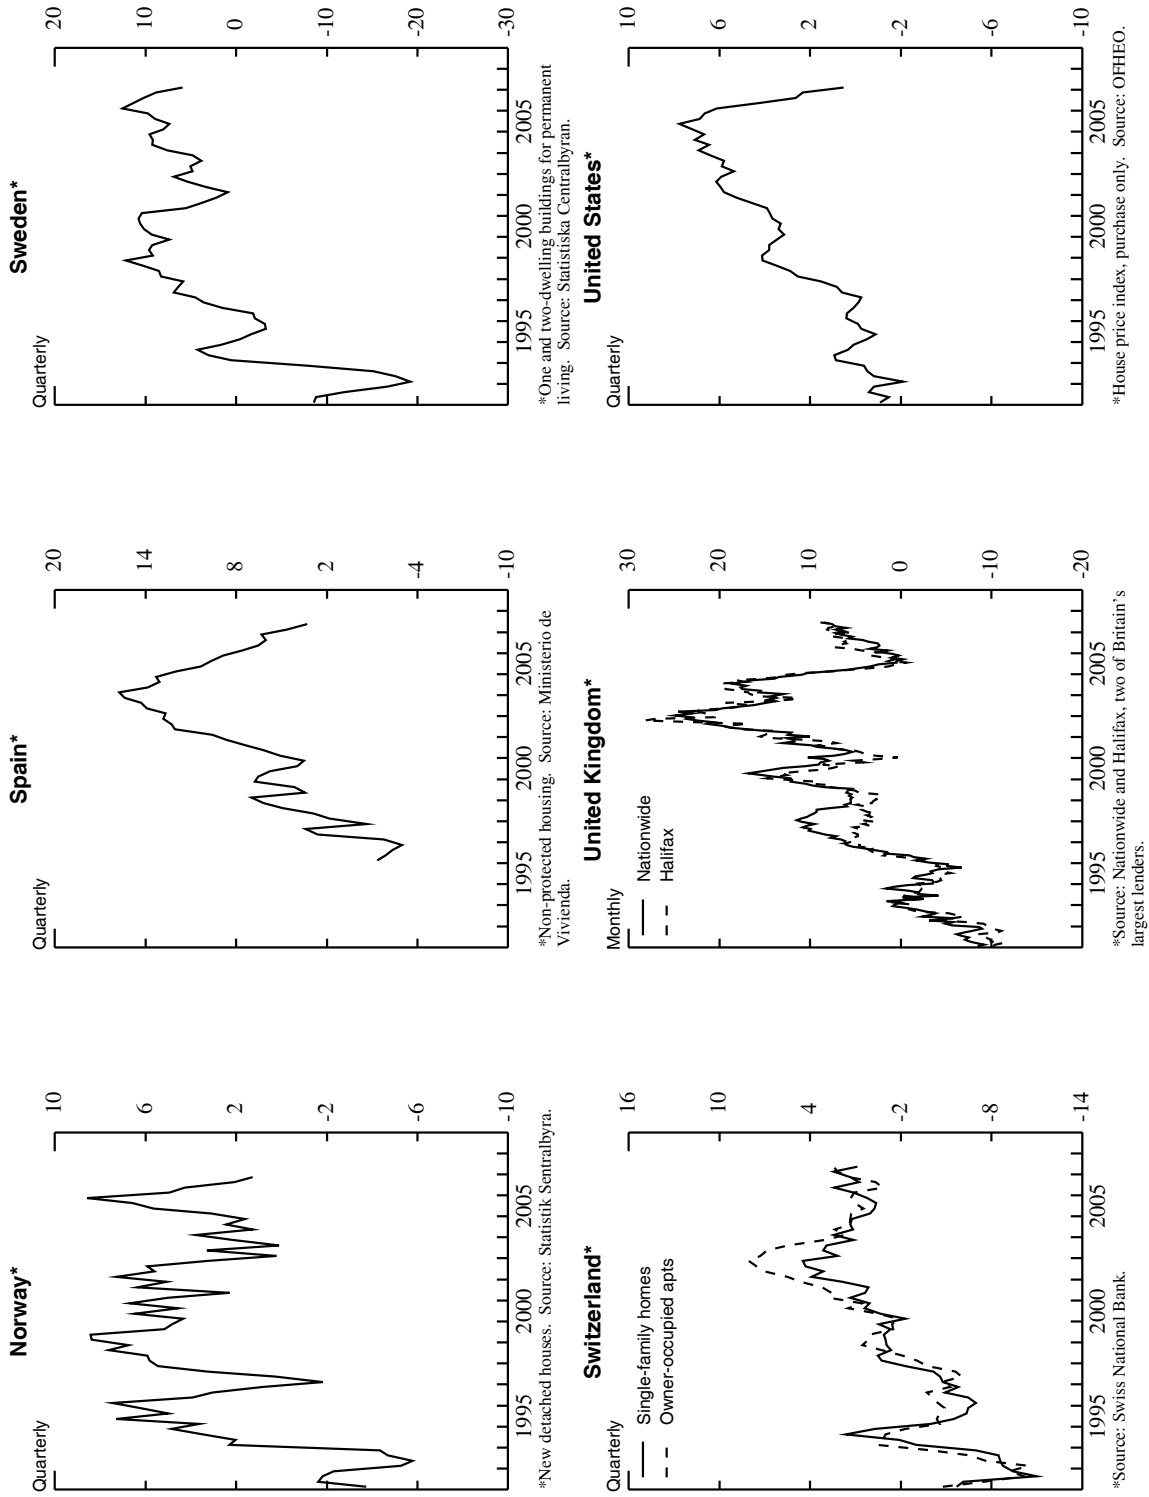 Norway*
Quarterly
10
6
2
-2
-6
-10
1995
2000
2005
*New detached houses. Source: Statistik Sentralbyra.
Spain*
Quarterly
20
14
8
2
-4
-10
1995
2000
2005
*Non-protected housing. Source: Ministerio de
Vivienda.
Sweden*
Quarterly
20
10
0
-10
-20
-30
1995
2000
2005
*One and two-dwelling buildings for permanent
living. Source: Statistiska Centralbyran.
Switzerland*
Quarterly
Single-family homes
Owner-occupied apts
16
10
4
-2
-8
-14
1995
2000
2005
*Source: Swiss National Bank.
United Kingdom*
Monthly
Nationwide
Halifax
30
20
10
0
-10
-20
1995
2000
2005
*Source: Nationwide and Halifax, two of Britain's
largest lenders.
United States*
Quarterly
10
6
2
-2
-6
-10
1995
2000
2005
*House price index, purchase only. Source: OFHEO.